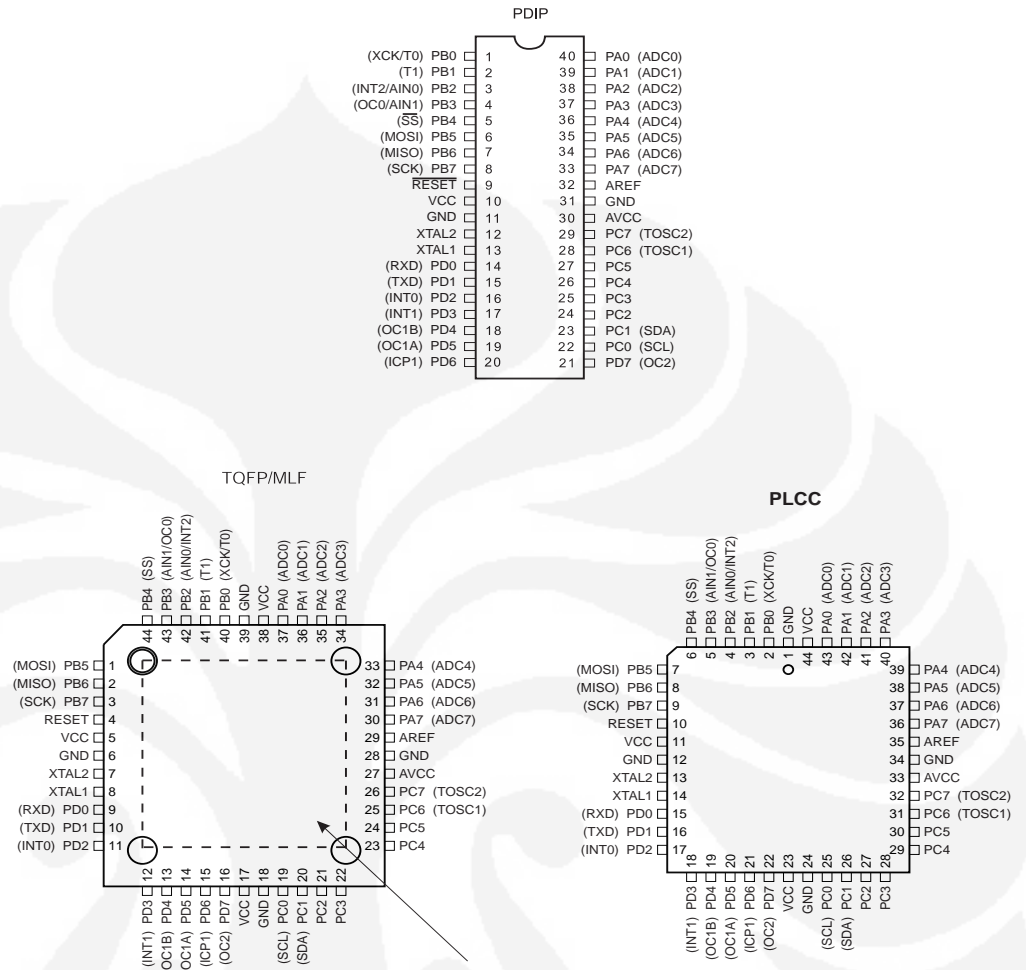 PDIP
(XCK/T0) PB0 1 40 PA0 (ADC0)
(T1) PB1 2 39 PA1 (ADC1)
(INT2/AIN0) PB2 3 38 PA2 (ADC2)
(OC0/AIN1) PB3 4 37 PA3 (ADC3)
(SS) PB4 5 36 PA4 (ADC4)
(MOSI) PB5 6 35 PA5 (ADC5)
(MISO) PB6 7 34 PA6 (ADC6)
(SCK) PB7 8 33 PA7 (ADC7)
RESET 9 32 AREF
VCC 10 31 GND
GND 11 30 AVCC
XTAL2 12 29 PC7 (TOSC2)
XTAL1 13 28 PC6 (TOSC1)
(RXD) PD0 14 27 PC5
(TXD) PD1 15 26 PC4
(INT0) PD2 16 25 PC3
(INT1) PD3 17 24 PC2
(OC1B) PD4 18 23 PC1 (SDA)
(OC1A) PD5 19 22 PC0 (SCL)
(ICP1) PD6 20 21 PD7 (OC2)
TQFP/MLF
44 PB4 (SS)
43 PB3 (AIN1/OC0)
42 PB2 (AIN0/INT2)
41 PB1 (T1)
40 PB0 (XCK/T0)
39 GND
38 VCC
37 PA0 (ADC0)
36 PA1 (ADC1)
35 PA2 (ADC2)
34 PA3 (ADC3)
(MOSI) PB5 1 33 PA4 (ADC4)
(MISO) PB6 2 32 PA5 (ADC5)
(SCK) PB7 3 31 PA6 (ADC6)
RESET 4 30 PA7 (ADC7)
VCC 5 29 AREF
GND 6 28 GND
XTAL2 7 27 AVCC
XTAL1 8 26 PC7 (TOSC2)
(RXD) PD0 9 25 PC6 (TOSC1)
(TXD) PD1 10 24 PC5
(INT0) PD2 11 23 PC4
(INT1) PD3 12
OC1B) PD4 13
OC1A) PD5 14
(ICP1) PD6 15
(OC2) PD7 16
VCC 17
GND 18
(SCL) PC0 19
(SDA) PC1 20
PC2 21
PC3 22
PLCC
6 PB4 (SS)
5 PB3 (AIN1/OC0)
4 PB2 (AIN0/INT2)
3 PB1 (T1)
2 PB0 (XCK/T0)
1 GND
44 VCC
43 PA0 (ADC0)
42 PA1 (ADC1)
41 PA2 (ADC2)
40 PA3 (ADC3)
(MOSI) PB5 7 39 PA4 (ADC4)
(MISO) PB6 8 38 PA5 (ADC5)
(SCK) PB7 9 37 PA6 (ADC6)
RESET 10 36 PA7 (ADC7)
VCC 11 35 AREF
GND 12 34 GND
XTAL2 13 33 AVCC
XTAL1 14 32 PC7 (TOSC2)
(RXD) PD0 15 31 PC6 (TOSC1)
(TXD) PD1 16 30 PC5
(INT0) PD2 17 29 PC4
(INT1) PD3 18
(OC1B) PD4 19
(OC1A) PD5 20
(ICP1) PD6 21
(OC2) PD7 22
VCC 23
GND 24
(SCL) PC0 25
(SDA) PC1 26
PC2 27
PC3 28